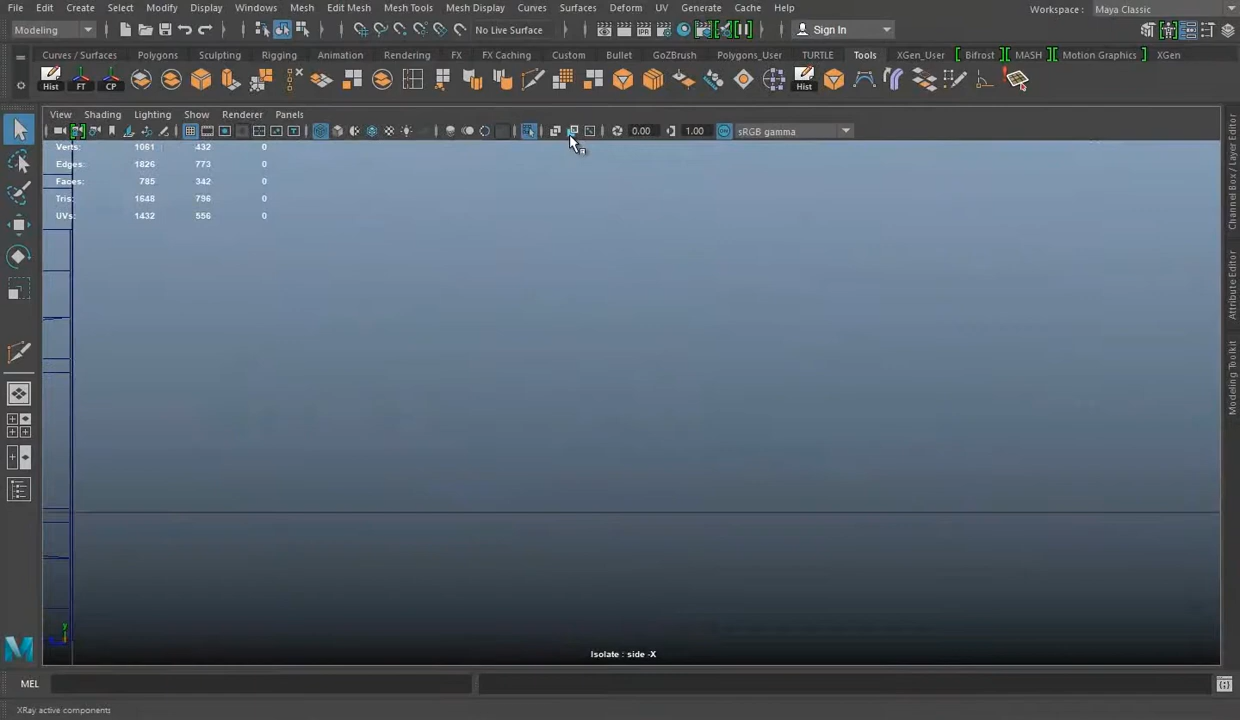 File Edit Create Select Modify Display Windows Mesh Edit Mesh Mesh Tools Mesh Display Curves Surfaces Deform UV Generate Cache Help Workspace : Maya Classic
Modeling No Live Surface IPR Sign In
Curves / Surfaces Polygons Sculpting Rigging Animation Rendering FX FX Caching Custom Bullet GoZBrush Polygons_User TURTLE Tools XGen_User Bifrost MASH Motion Graphics XGen
Hist FT CP Hist
View Shading Lighting Show Renderer Panels
0.00 1.00 ON sRGB gamma
Verts: 1061 432 0
Edges: 1826 773 0
Faces: 785 342 0
Tris: 1648 796 0
UVs: 1432 556 0
Channel Box / Layer Editor
Attribute Editor
Modeling Toolkit
y
Isolate : side -X
MEL
XRay active components